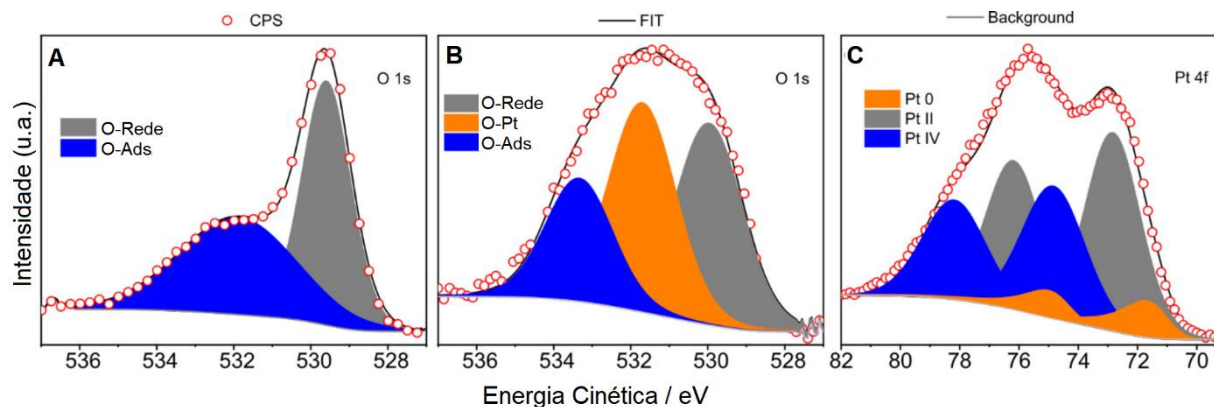 CPS FIT Background
A B C
O 1s O 1s Pt 4f
O-Rede
O-Ads
O-Rede
O-Pt
O-Ads
Pt 0
Pt II
Pt IV
Intensidade (u.a.)
536 534 532 530 528
536 534 532 530 528
82 80 78 76 74 72 70
Energia Cinética / eV